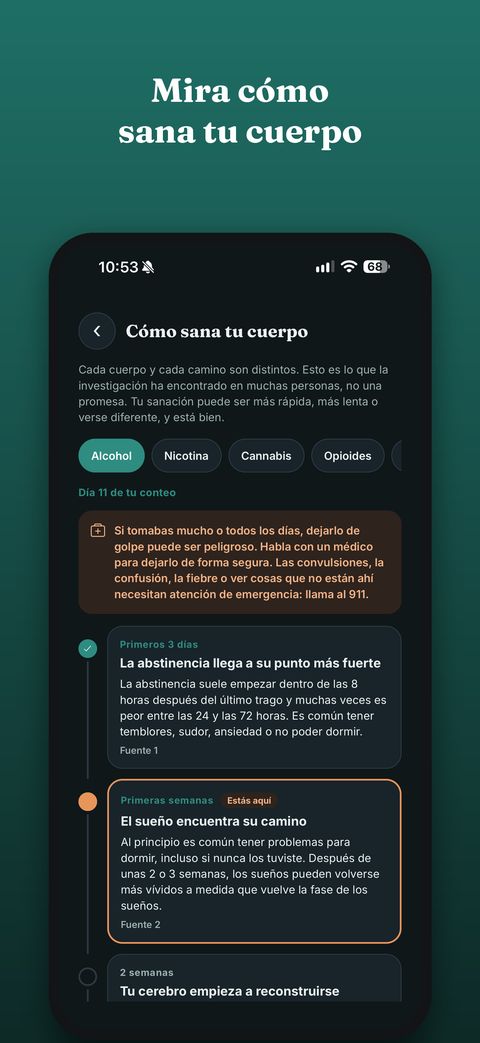 Mira cómo
sana tu cuerpo
10:53
68
Cómo sana tu cuerpo
Cada cuerpo y cada camino son distintos. Esto es lo que la
investigación ha encontrado en muchas personas, no una
promesa. Tu sanación puede ser más rápida, más lenta o
verse diferente, y está bien.
Alcohol
Nicotina
Cannabis
Opioides
Día 11 de tu conteo
Si tomabas mucho o todos los días, dejarlo de
golpe puede ser peligroso. Habla con un médico
para dejarlo de forma segura. Las convulsiones, la
confusión, la fiebre o ver cosas que no están ahí
necesitan atención de emergencia: llama al 911.
Primeros 3 días
La abstinencia llega a su punto más fuerte
La abstinencia suele empezar dentro de las 8
horas después del último trago y muchas veces es
peor entre las 24 y las 72 horas. Es común tener
temblores, sudor, ansiedad o no poder dormir.
Fuente 1
Primeras semanas Estás aquí
El sueño encuentra su camino
Al principio es común tener problemas para
dormir, incluso si nunca los tuviste. Después de
unas 2 o 3 semanas, los sueños pueden volverse
más vívidos a medida que vuelve la fase de los
sueños.
Fuente 2
2 semanas
Tu cerebro empieza a reconstruirse